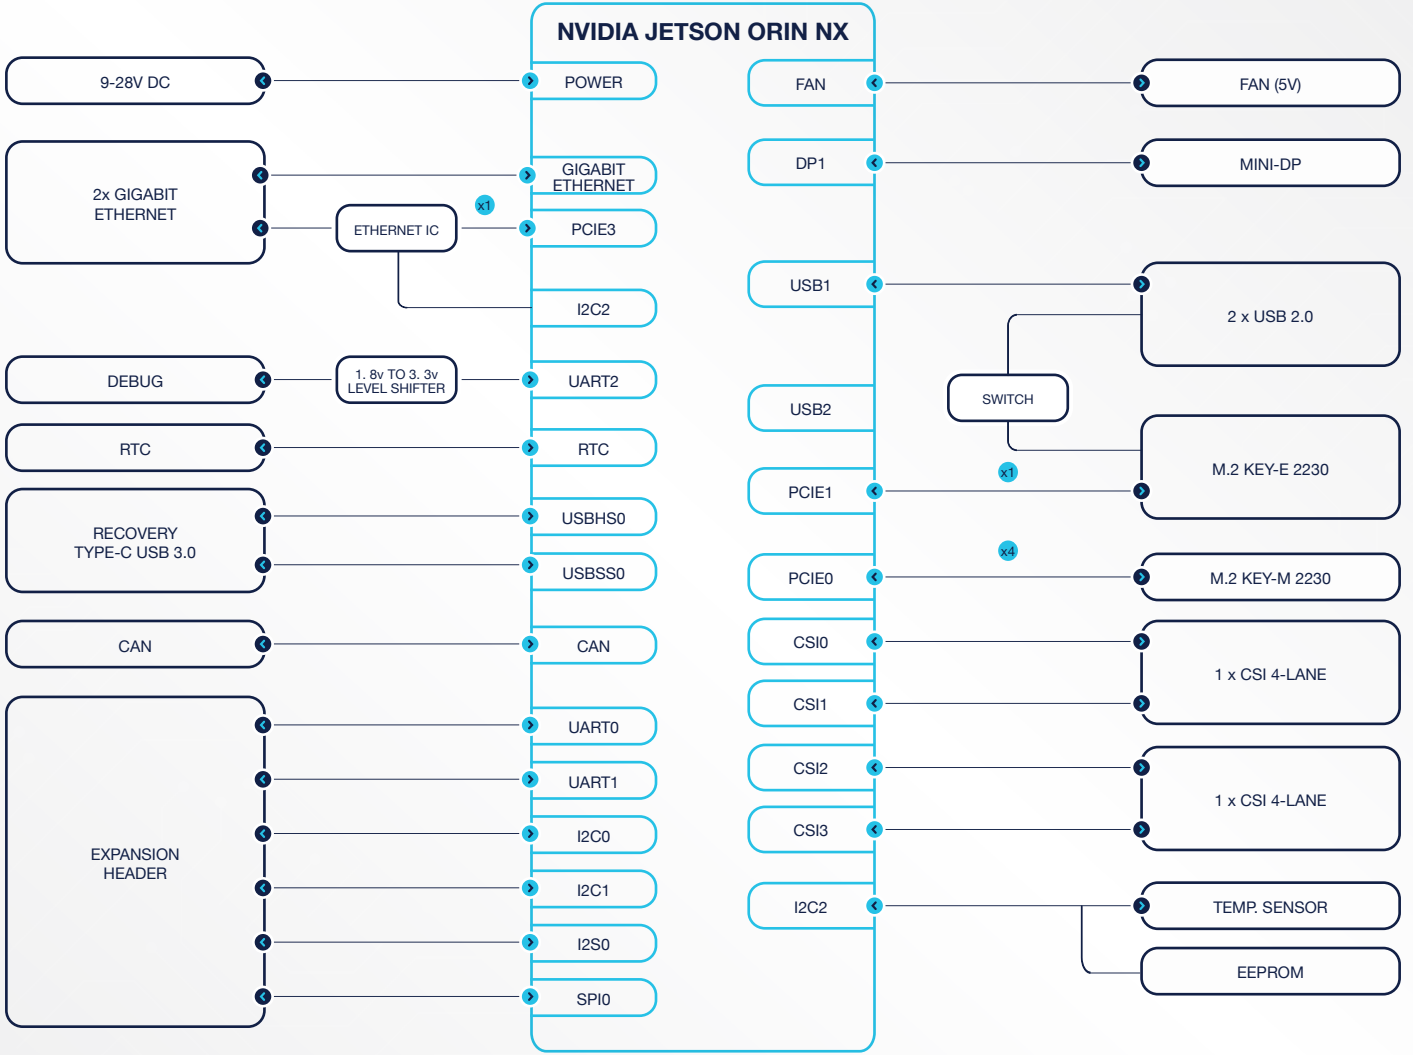 NVIDIA JETSON ORIN NX
9-28V DC
POWER
2x GIGABIT
ETHERNET
GIGABIT
ETHERNET
x1
ETHERNET IC
PCIE3
I2C2
DEBUG
1. 8v TO 3. 3v
LEVEL SHIFTER
UART2
RTC
RTC
RECOVERY
TYPE-C USB 3.0
USBHS0
USBSS0
CAN
CAN
EXPANSION
HEADER
UART0
UART1
I2C0
I2C1
I2S0
SPI0
FAN
FAN (5V)
DP1
MINI-DP
USB1
2 x USB 2.0
SWITCH
USB2
M.2 KEY-E 2230
x1
PCIE1
x4
PCIE0
M.2 KEY-M 2230
CSI0
1 x CSI 4-LANE
CSI1
CSI2
1 x CSI 4-LANE
CSI3
I2C2
TEMP. SENSOR
EEPROM